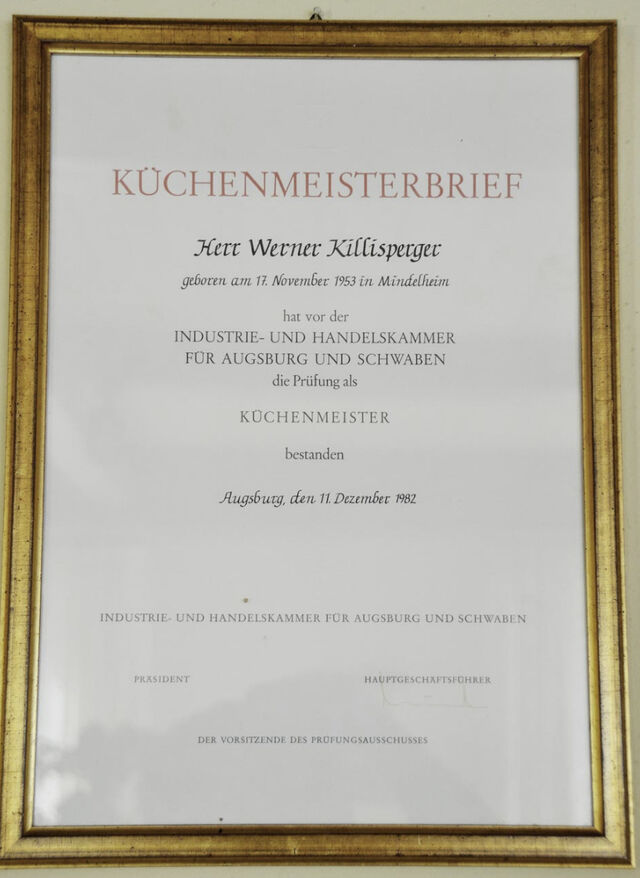 KÜCHENMEISTERBRIEF
Herr Werner Killisperger
geboren am 17. November 1953 in Mindelheim
hat vor der
INDUSTRIE- UND HANDELSKAMMER
FÜR AUGSBURG UND SCHWABEN
die Prüfung als
KÜCHENMEISTER
bestanden
Augsburg, den 11. Dezember 1982
INDUSTRIE- UND HANDELSKAMMER FÜR AUGSBURG UND SCHWABEN
PRÄSIDENT HAUPTGESCHÄFTSFÜHRER
DER VORSITZENDE DES PRÜFUNGSAUSSCHUSSES